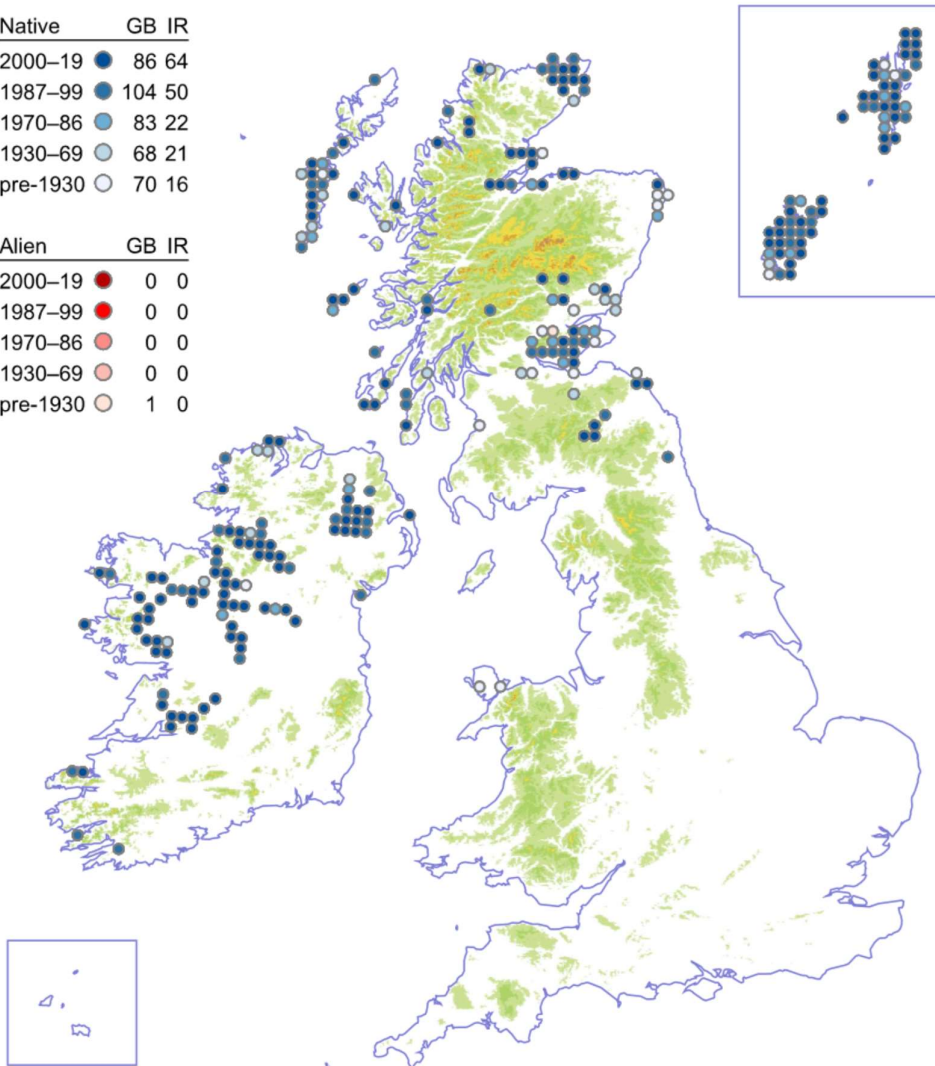 Native GB IR
2000–19 86 64
1987–99 104 50
1970–86 83 22
1930–69 68 21
pre-1930 70 16
Alien GB IR
2000–19 0 0
1987–99 0 0
1970–86 0 0
1930–69 0 0
pre-1930 1 0